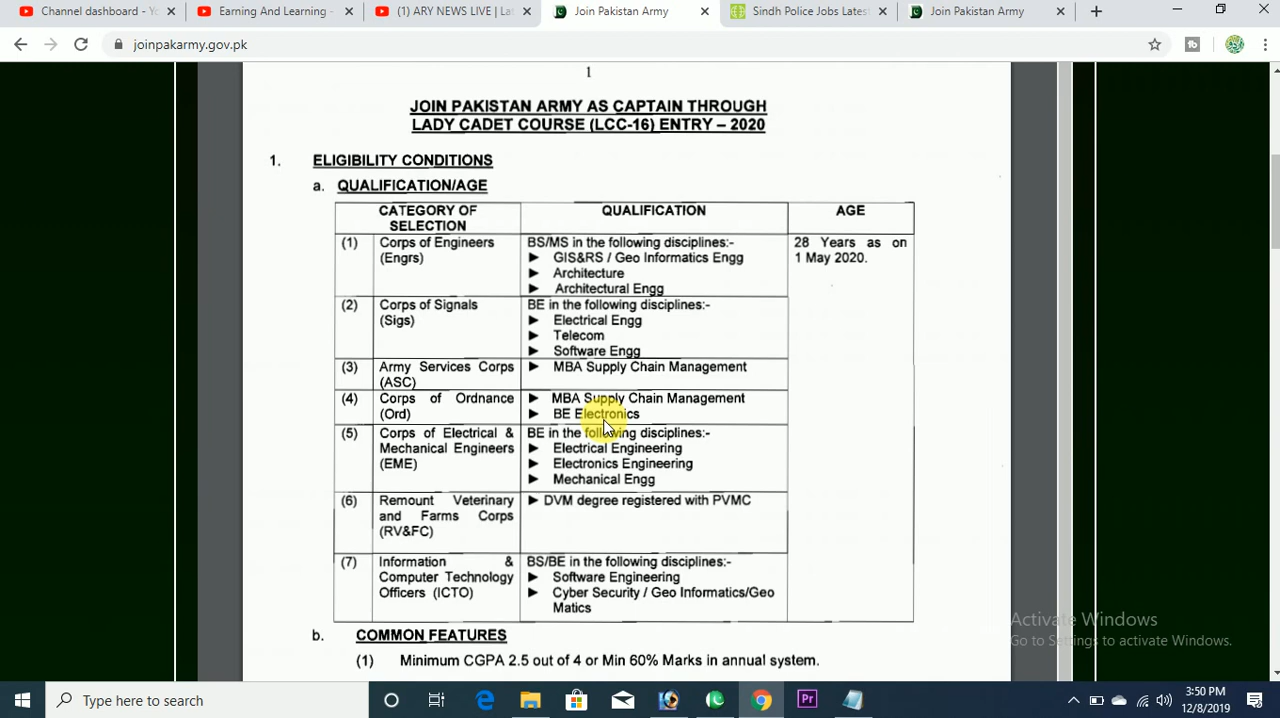 Channel dashboard - Yo
Earning And Learning -
(1) ARY NEWS LIVE | Lat
Join Pakistan Army
Sindh Police Jobs Latest
Join Pakistan Army
joinpakarmy.gov.pk
1
JOIN PAKISTAN ARMY AS CAPTAIN THROUGH
LADY CADET COURSE (LCC-16) ENTRY – 2020
1. ELIGIBILITY CONDITIONS
a. QUALIFICATION/AGE
CATEGORY OF SELECTION
QUALIFICATION
AGE
(1) Corps of Engineers
(Engrs)
BS/MS in the following disciplines:-
► GIS&RS / Geo Informatics Engg
► Architecture
► Architectural Engg
28 Years as on
1 May 2020.
(2) Corps of Signals
(Sigs)
BE in the following disciplines:-
► Electrical Engg
► Telecom
► Software Engg
(3) Army Services Corps
(ASC)
► MBA Supply Chain Management
(4) Corps of Ordnance
(Ord)
► MBA Supply Chain Management
► BE Electronics
(5) Corps of Electrical &
Mechanical Engineers
(EME)
BE in the following disciplines:-
► Electrical Engineering
► Electronics Engineering
► Mechanical Engg
(6) Remount Veterinary
and Farms Corps
(RV&FC)
► DVM degree registered with PVMC
(7) Information &
Computer Technology
Officers (ICTO)
BS/BE in the following disciplines:-
► Software Engineering
► Cyber Security / Geo Informatics/Geo
Matics
b. COMMON FEATURES
(1) Minimum CGPA 2.5 out of 4 or Min 60% Marks in annual system.
Activate Windows
Go to Settings to activate Windows.
Type here to search
Pr
3:50 PM
12/8/2019